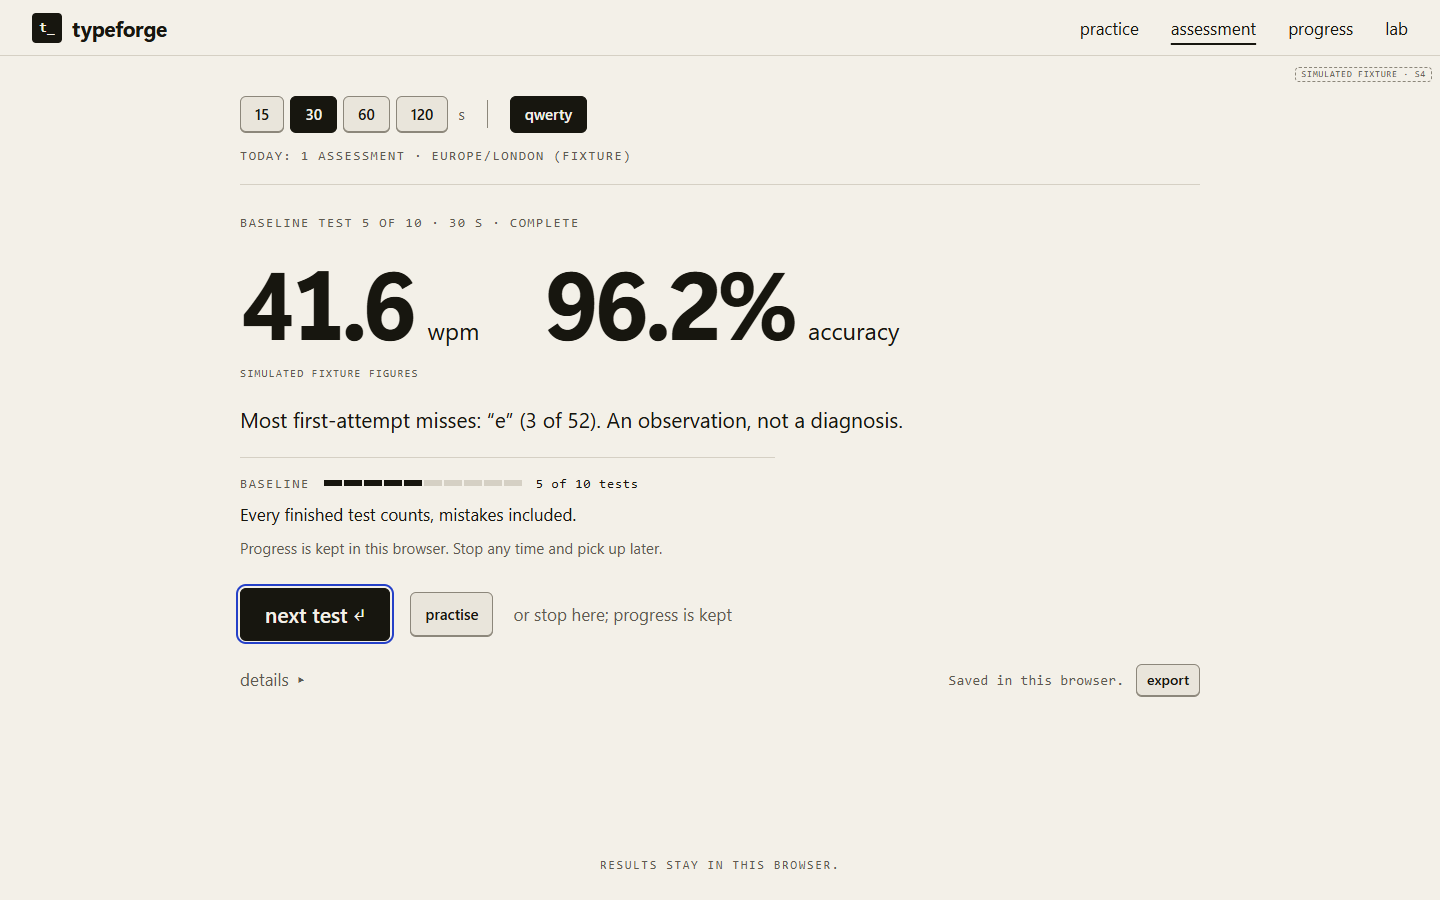 t_ typeforge practice assessment progress lab
SIMULATED FIXTURE · S4
15 30 60 120 s qwerty
TODAY: 1 ASSESSMENT · EUROPE/LONDON (FIXTURE)
BASELINE TEST 5 OF 10 · 30 S · COMPLETE
41.6 wpm 96.2% accuracy
SIMULATED FIXTURE FIGURES
Most first-attempt misses: “e” (3 of 52). An observation, not a diagnosis.
BASELINE 5 of 10 tests
Every finished test counts, mistakes included.
Progress is kept in this browser. Stop any time and pick up later.
next test ↲ practise or stop here; progress is kept
details ▸ Saved in this browser. export
RESULTS STAY IN THIS BROWSER.